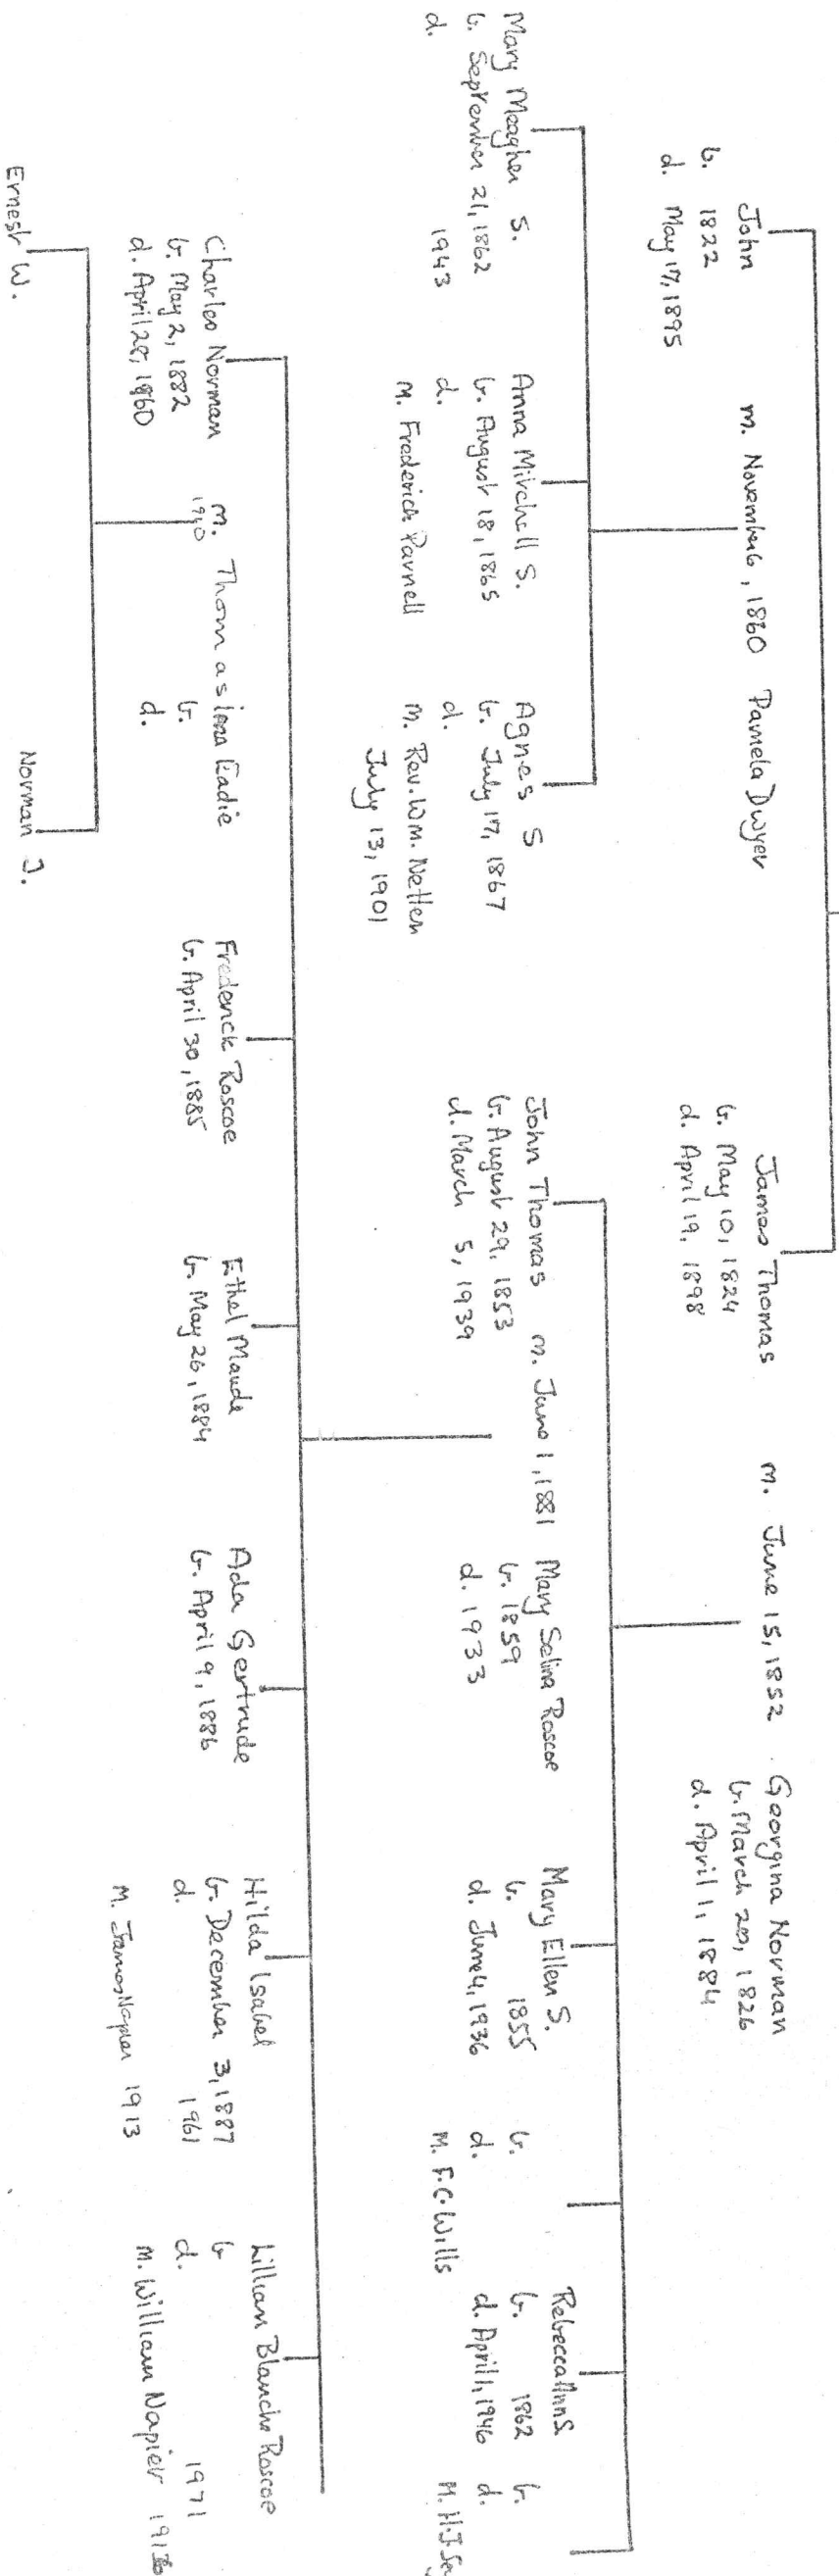 John
b. 1822
d. May 17, 1895
m. November 6, 1860 Pamela Dwyer
James Thomas
b. May 10, 1824
d. April 19, 1898
m. June 15, 1852
Georgina Norman
b. March 20, 1826
d. April 1, 1884
Mary Meagher S.
b. September 21, 1862
d. 1943
Anna Mitchell S.
b. August 18, 1865
d.
M. Frederick Parnell
Agnes S
b. July 17, 1867
d.
M. Rev. Wm. Netten
July 13, 1901
John Thomas
b. August 29, 1853
d. March 5, 1939
m. June 1, 1881
Mary Selina Roscoe
b. 1859
d. 1933
Mary Ellen S.
b. 1855
d. June 4, 1936
b.
d.
M. F.C. Wills
Rebecca Ann S
b. 1862
d. April 1, 1946
b.
d.
M. H.J.
Charles Norman
b. May 2, 1882
d. April 28, 1960
m. Thomasina Eadie
1910
b.
d.
Frederick Roscoe
b. April 30, 1885
Ethel Maude
b. May 26, 1884
Ada Gertrude
b. April 9, 1886
Hilda Isabel
b. December 3, 1887
d. 1961
M. James Napier 1913
Lillian Blanche Roscoe
b
d. 1971
M. William Napier
Ernest W.
Norman J.